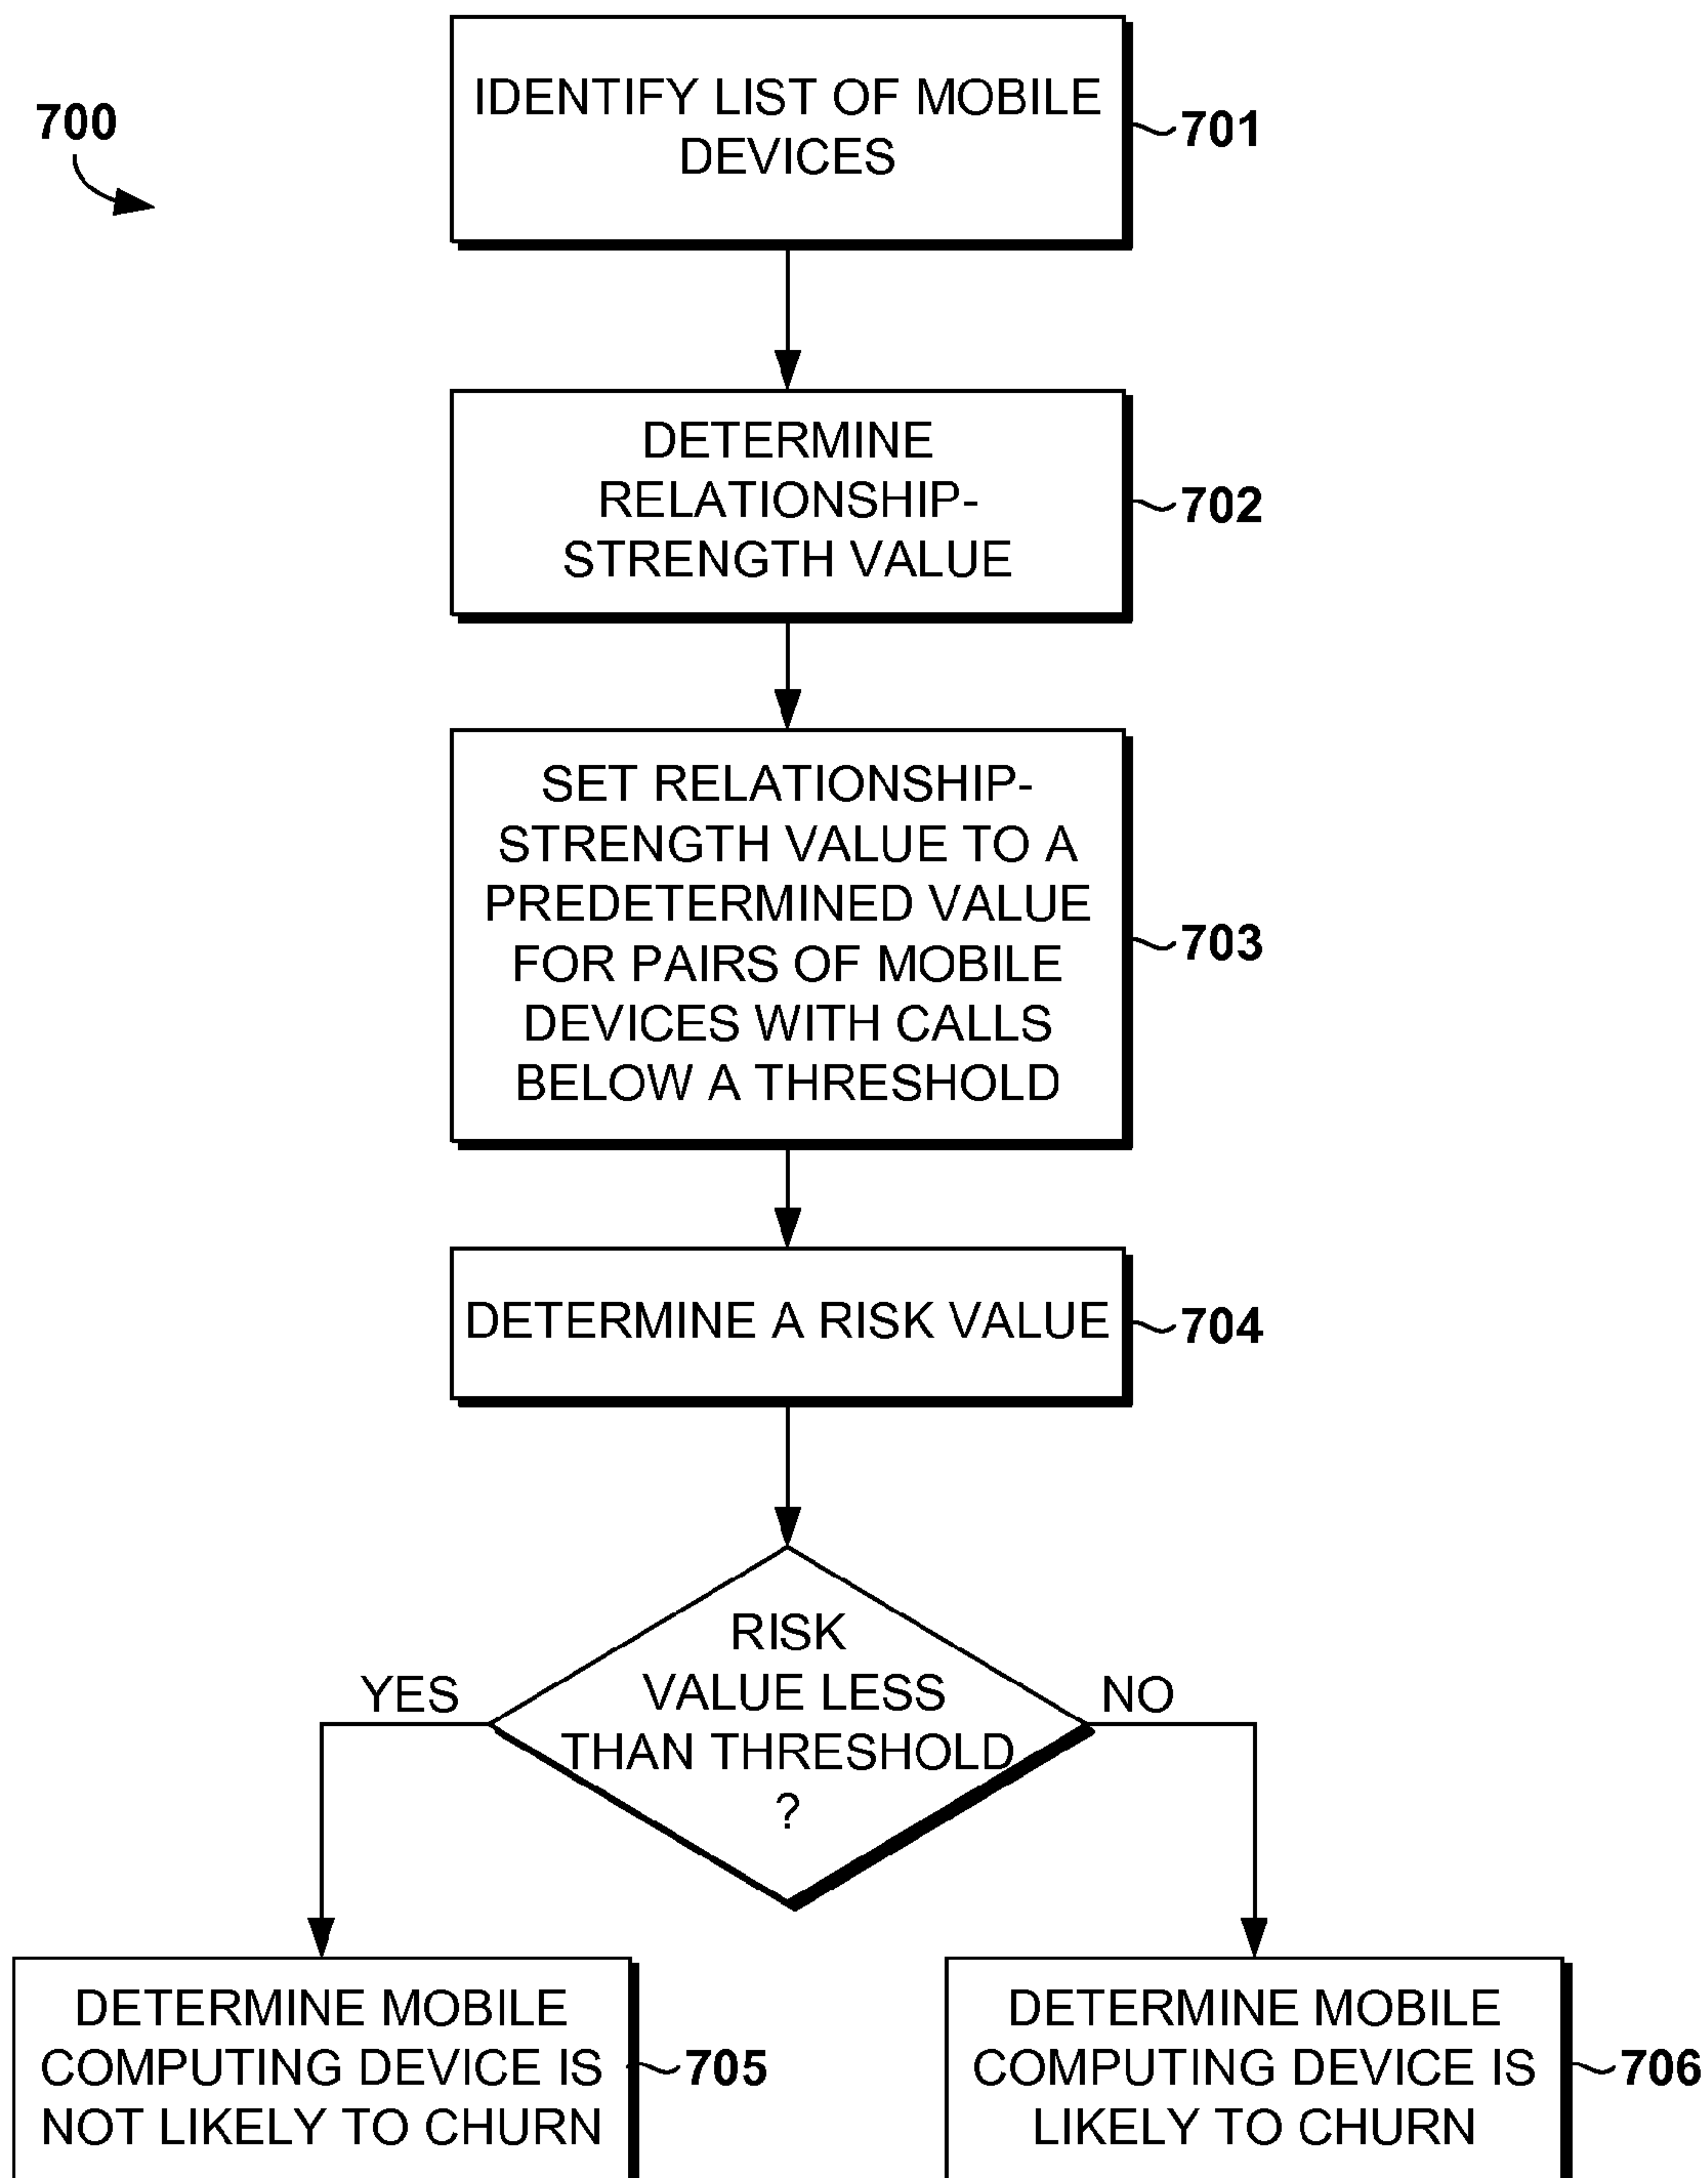 700
IDENTIFY LIST OF MOBILE
DEVICES
701
DETERMINE
RELATIONSHIP-
STRENGTH VALUE
702
SET RELATIONSHIP-
STRENGTH VALUE TO A
PREDETERMINED VALUE
FOR PAIRS OF MOBILE
DEVICES WITH CALLS
BELOW A THRESHOLD
703
DETERMINE A RISK VALUE
704
RISK
VALUE LESS
THAN THRESHOLD
?
YES
NO
DETERMINE MOBILE
COMPUTING DEVICE IS
NOT LIKELY TO CHURN
705
DETERMINE MOBILE
COMPUTING DEVICE IS
LIKELY TO CHURN
706